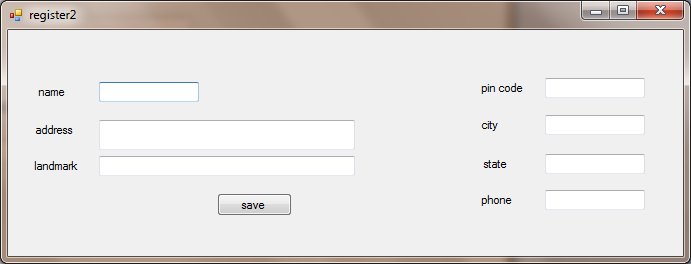 register2
name
address
landmark
save
pin code
city
state
phone